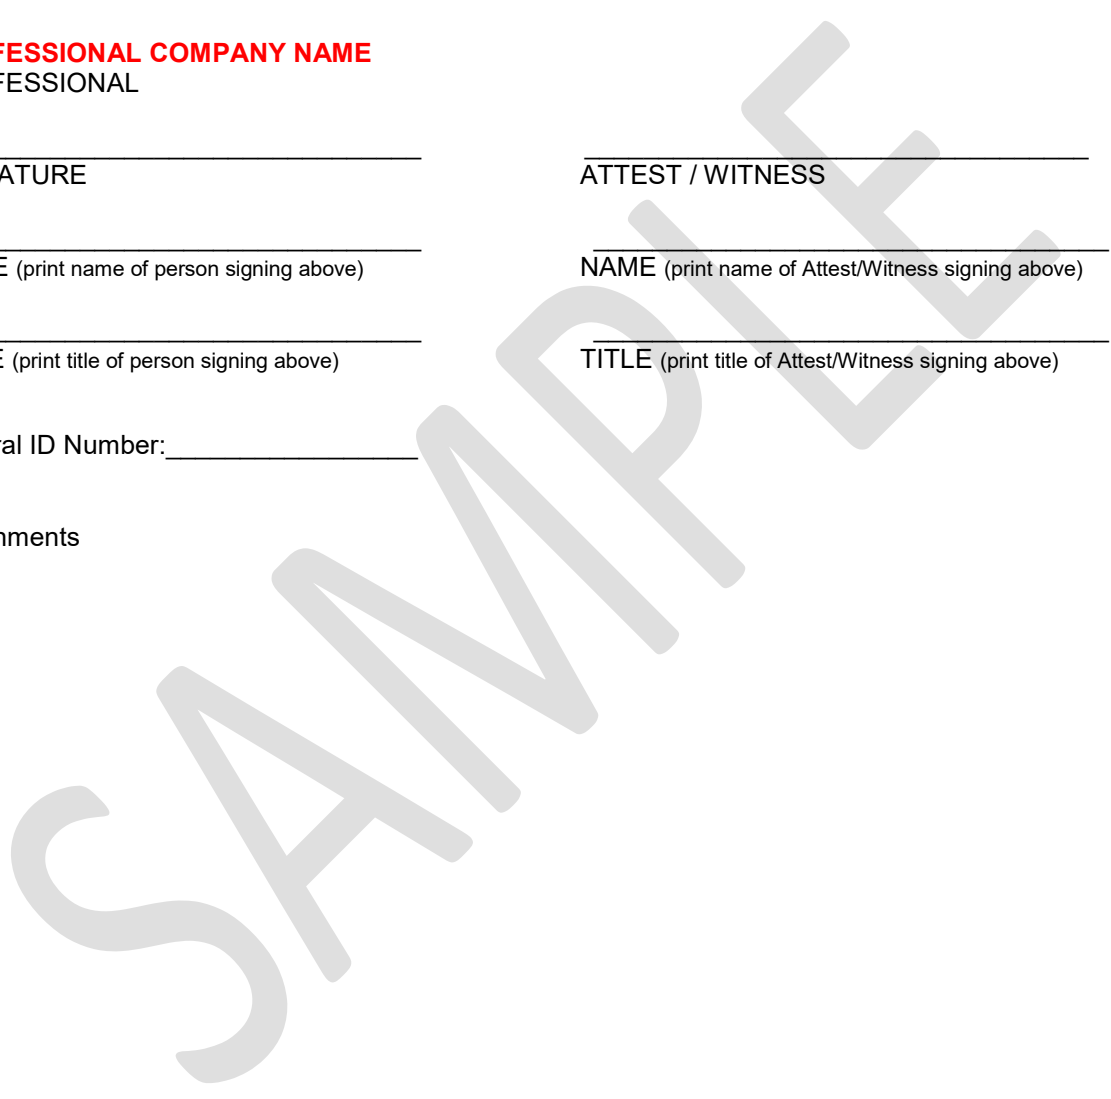 FESSIONAL COMPANY NAME
FESSIONAL
ATURE
ATTEST / WITNESS
E (print name of person signing above)
NAME (print name of Attest/Witness signing above)
E (print title of person signing above)
TITLE (print title of Attest/Witness signing above)
ral ID Number:_________________
nments
SAMPLE